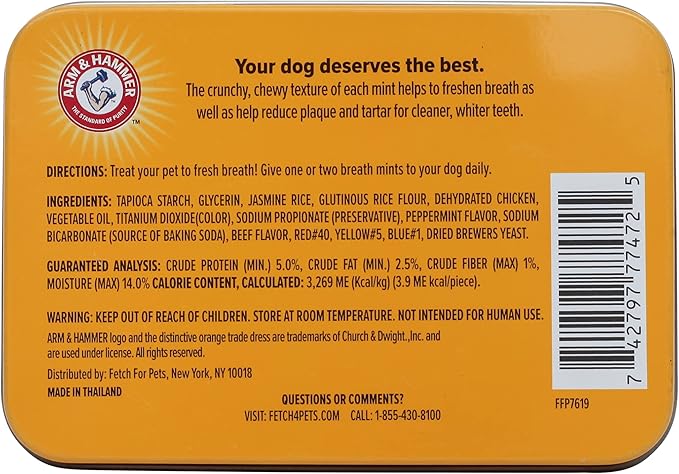 ARM & HAMMER
THE STANDARD OF PURITY
™
Your dog deserves the best.
The crunchy, chewy texture of each mint helps to freshen breath as
well as help reduce plaque and tartar for cleaner, whiter teeth.
DIRECTIONS: Treat your pet to fresh breath! Give one or two breath mints to your dog daily.
INGREDIENTS: TAPIOCA STARCH, GLYCERIN, JASMINE RICE, GLUTINOUS RICE FLOUR, DEHYDRATED CHICKEN,
VEGETABLE OIL, TITANIUM DIOXIDE(COLOR), SODIUM PROPIONATE (PRESERVATIVE), PEPPERMINT FLAVOR, SODIUM
BICARBONATE (SOURCE OF BAKING SODA), BEEF FLAVOR, RED#40, YELLOW#5, BLUE#1, DRIED BREWERS YEAST.
GUARANTEED ANALYSIS: CRUDE PROTEIN (MIN.) 5.0%, CRUDE FAT (MIN.) 2.5%, CRUDE FIBER (MAX) 1%,
MOISTURE (MAX) 14.0% CALORIE CONTENT, CALCULATED: 3,269 ME (Kcal/kg) (3.9 ME kcal/piece).
WARNING: KEEP OUT OF REACH OF CHILDREN. STORE AT ROOM TEMPERATURE. NOT INTENDED FOR HUMAN USE.
ARM & HAMMER logo and the distinctive orange trade dress are trademarks of Church & Dwight.,Inc. and
are used under license. All rights reserved.
Distributed by: Fetch For Pets, New York, NY 10018
MADE IN THAILAND
QUESTIONS OR COMMENTS?
VISIT: FETCH4PETS.COM CALL: 1-855-430-8100
7 42797 77472 5
FFP7619